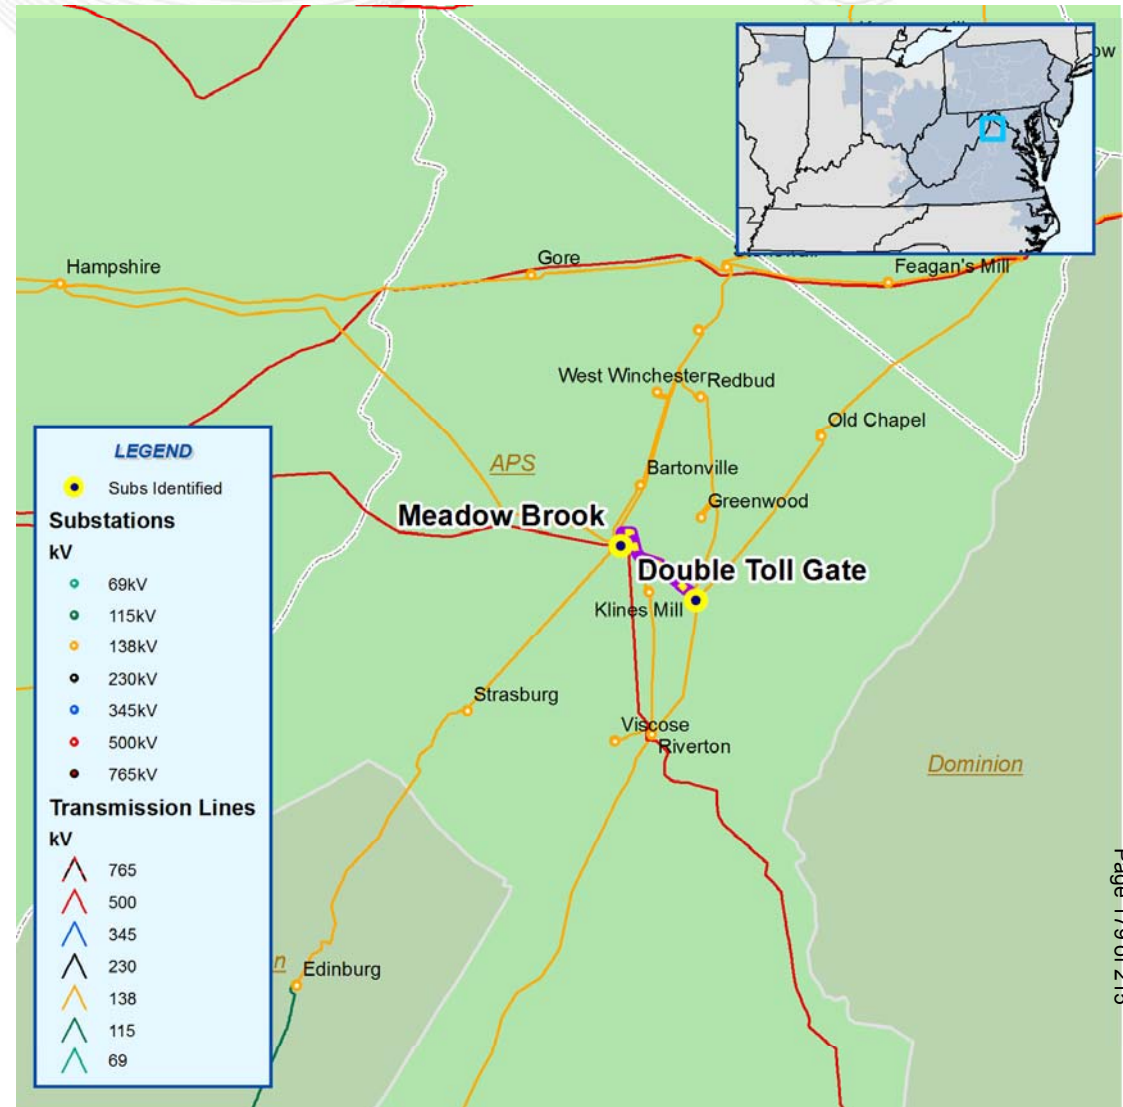 Hampshire
Gore
Feagan's Mill
West Winchester
Redbud
Old Chapel
APS
Bartonville
Greenwood
Meadow Brook
Double Toll Gate
Klines Mill
Strasburg
Viscose
Riverton
Dominion
Edinburg
LEGEND
Subs Identified
Substations
kV
69kV
115kV
138kV
230kV
345kV
500kV
765kV
Transmission Lines
kV
765
500
345
230
138
115
69